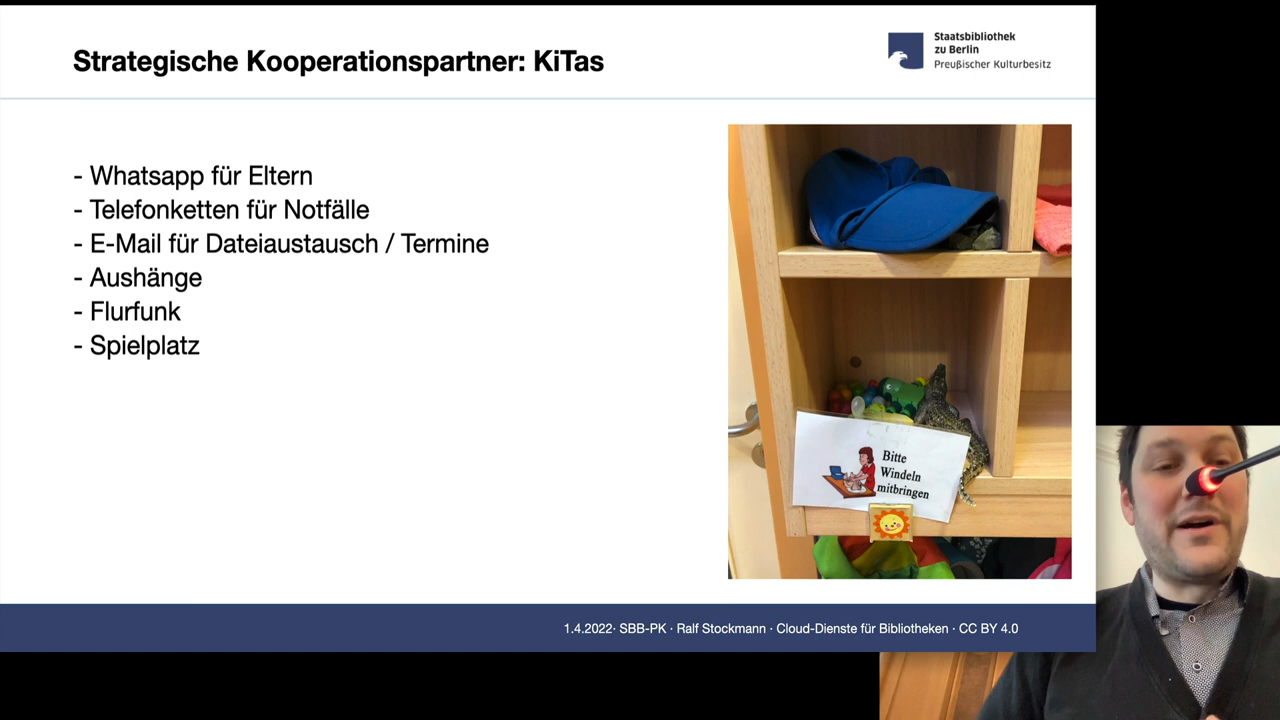 Strategische Kooperationspartner: KiTas
Staatsbibliothek
zu Berlin
Preußischer Kulturbesitz
- Whatsapp für Eltern
- Telefonketten für Notfälle
- E-Mail für Dateiaustausch / Termine
- Aushänge
- Flurfunk
- Spielplatz
Bitte
Windeln
mitbringen
1.4.2022· SBB-PK · Ralf Stockmann · Cloud-Dienste für Bibliotheken · CC BY 4.0